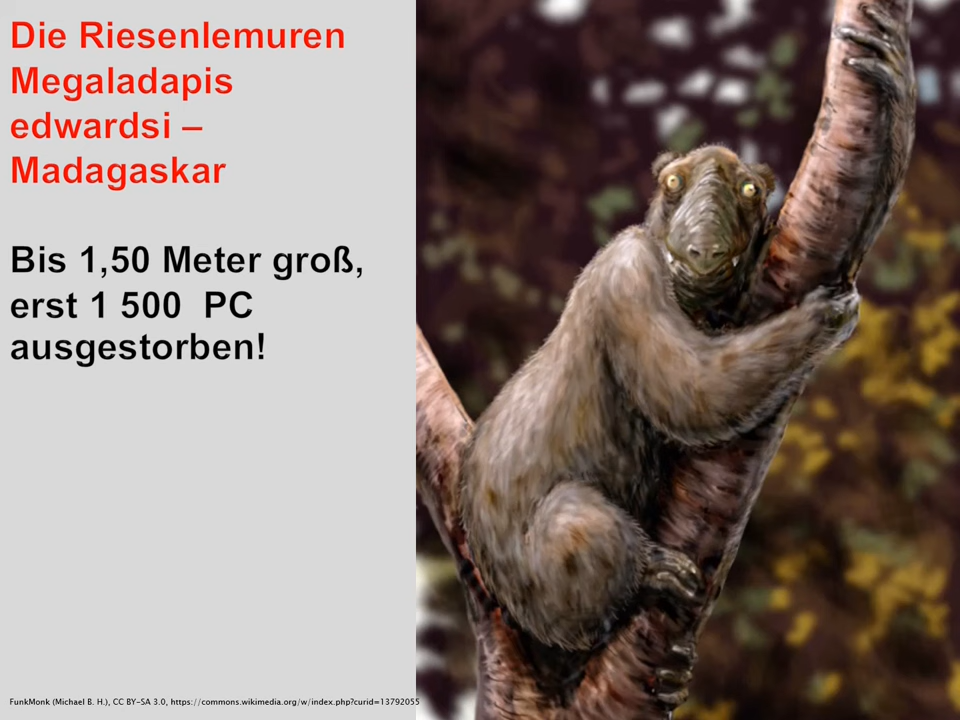 Die Riesenlemuren
Megaladapis
edwardsi –
Madagaskar
Bis 1,50 Meter groß,
erst 1 500  PC
ausgestorben!
FunkMonk (Michael B. H.), CC BY-SA 3.0, https://commons.wikimedia.org/w/index.php?curid=13792055